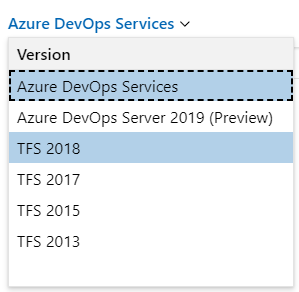 Azure DevOps Services
Version
Azure DevOps Services
Azure DevOps Server 2019 (Preview)
TFS 2018
TFS 2017
TFS 2015
TFS 2013